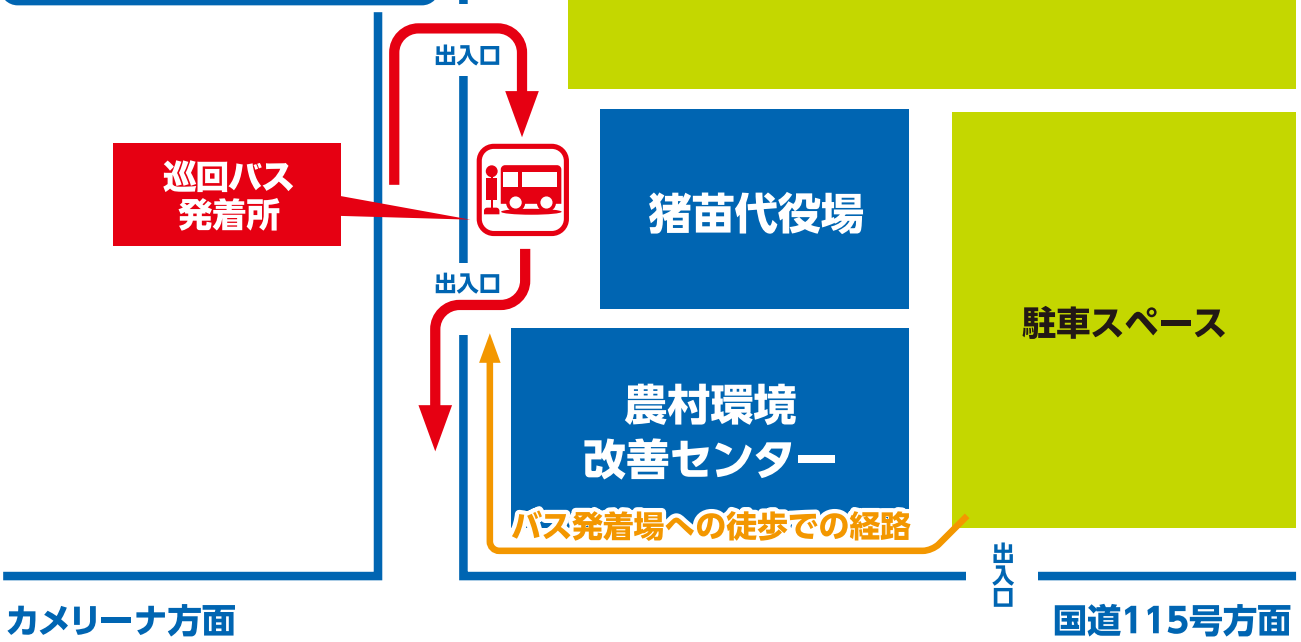 出入口
巡回バス
発着所
猪苗代役場
出入口
駐車スペース
農村環境
改善センター
バス発着場への徒歩での経路
出入口
カメリーナ方面
国道115号方面